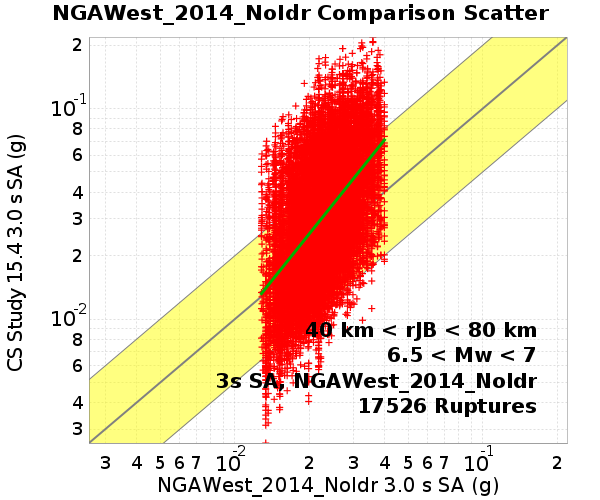 NGAWest_2014_NoIdr Comparison Scatter
CS Study 15.4 3.0 s SA (g)
2
10-1
8
6
4
3
2
10-2
8
6
4
3
40 km < rJB < 80 km
6.5 < Mw < 7
3s SA, NGAWest_2014_NoIdr
17526 Ruptures
3 4 5 6 7 10-2 2 3 4 5 6 7 10-1 2
NGAWest_2014_NoIdr 3.0 s SA (g)